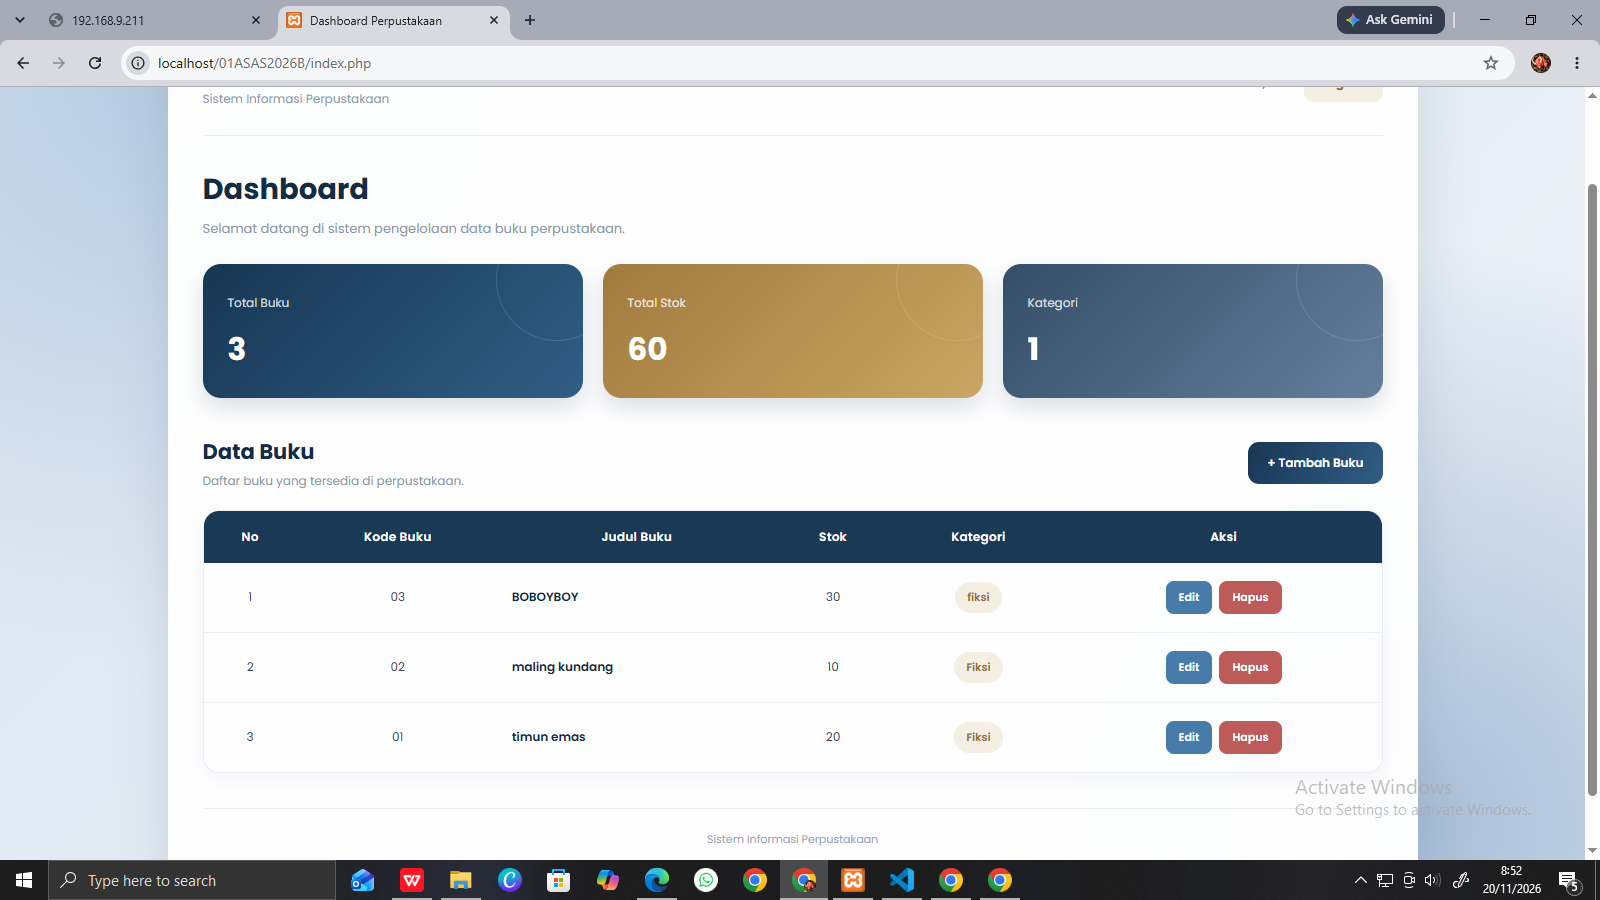 192.168.9.211
Dashboard Perpustakaan
Ask Gemini
localhost/01ASAS2026B/index.php
Sistem Informasi Perpustakaan
Dashboard
Selamat datang di sistem pengelolaan data buku perpustakaan.
Total Buku
3
Total Stok
60
Kategori
1
Data Buku
Daftar buku yang tersedia di perpustakaan.
+ Tambah Buku
No Kode Buku Judul Buku Stok Kategori Aksi
1 03 BOBOYBOY 30 fiksi Edit Hapus
2 02 maling kundang 10 Fiksi Edit Hapus
3 01 timun emas 20 Fiksi Edit Hapus
Activate Windows
Go to Settings to activate Windows.
Sistem Informasi Perpustakaan
Type here to search
8:52
20/11/2026
5